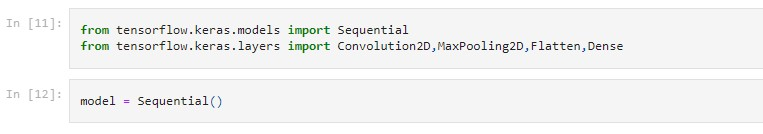 In [11]:
from tensorflow.keras.models import Sequential
from tensorflow.keras.layers import Convolution2D,MaxPooling2D,Flatten,Dense
In [12]:
model = Sequential()